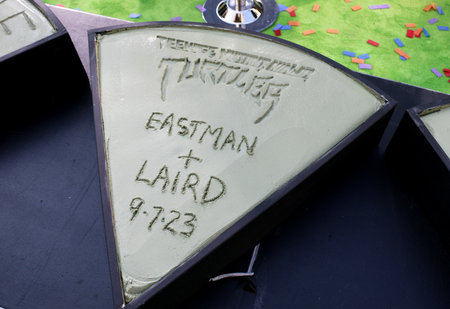 TEENAGE MUTANT NINJA
TURTLES
EASTMAN
+
LAIRD
9.7.23